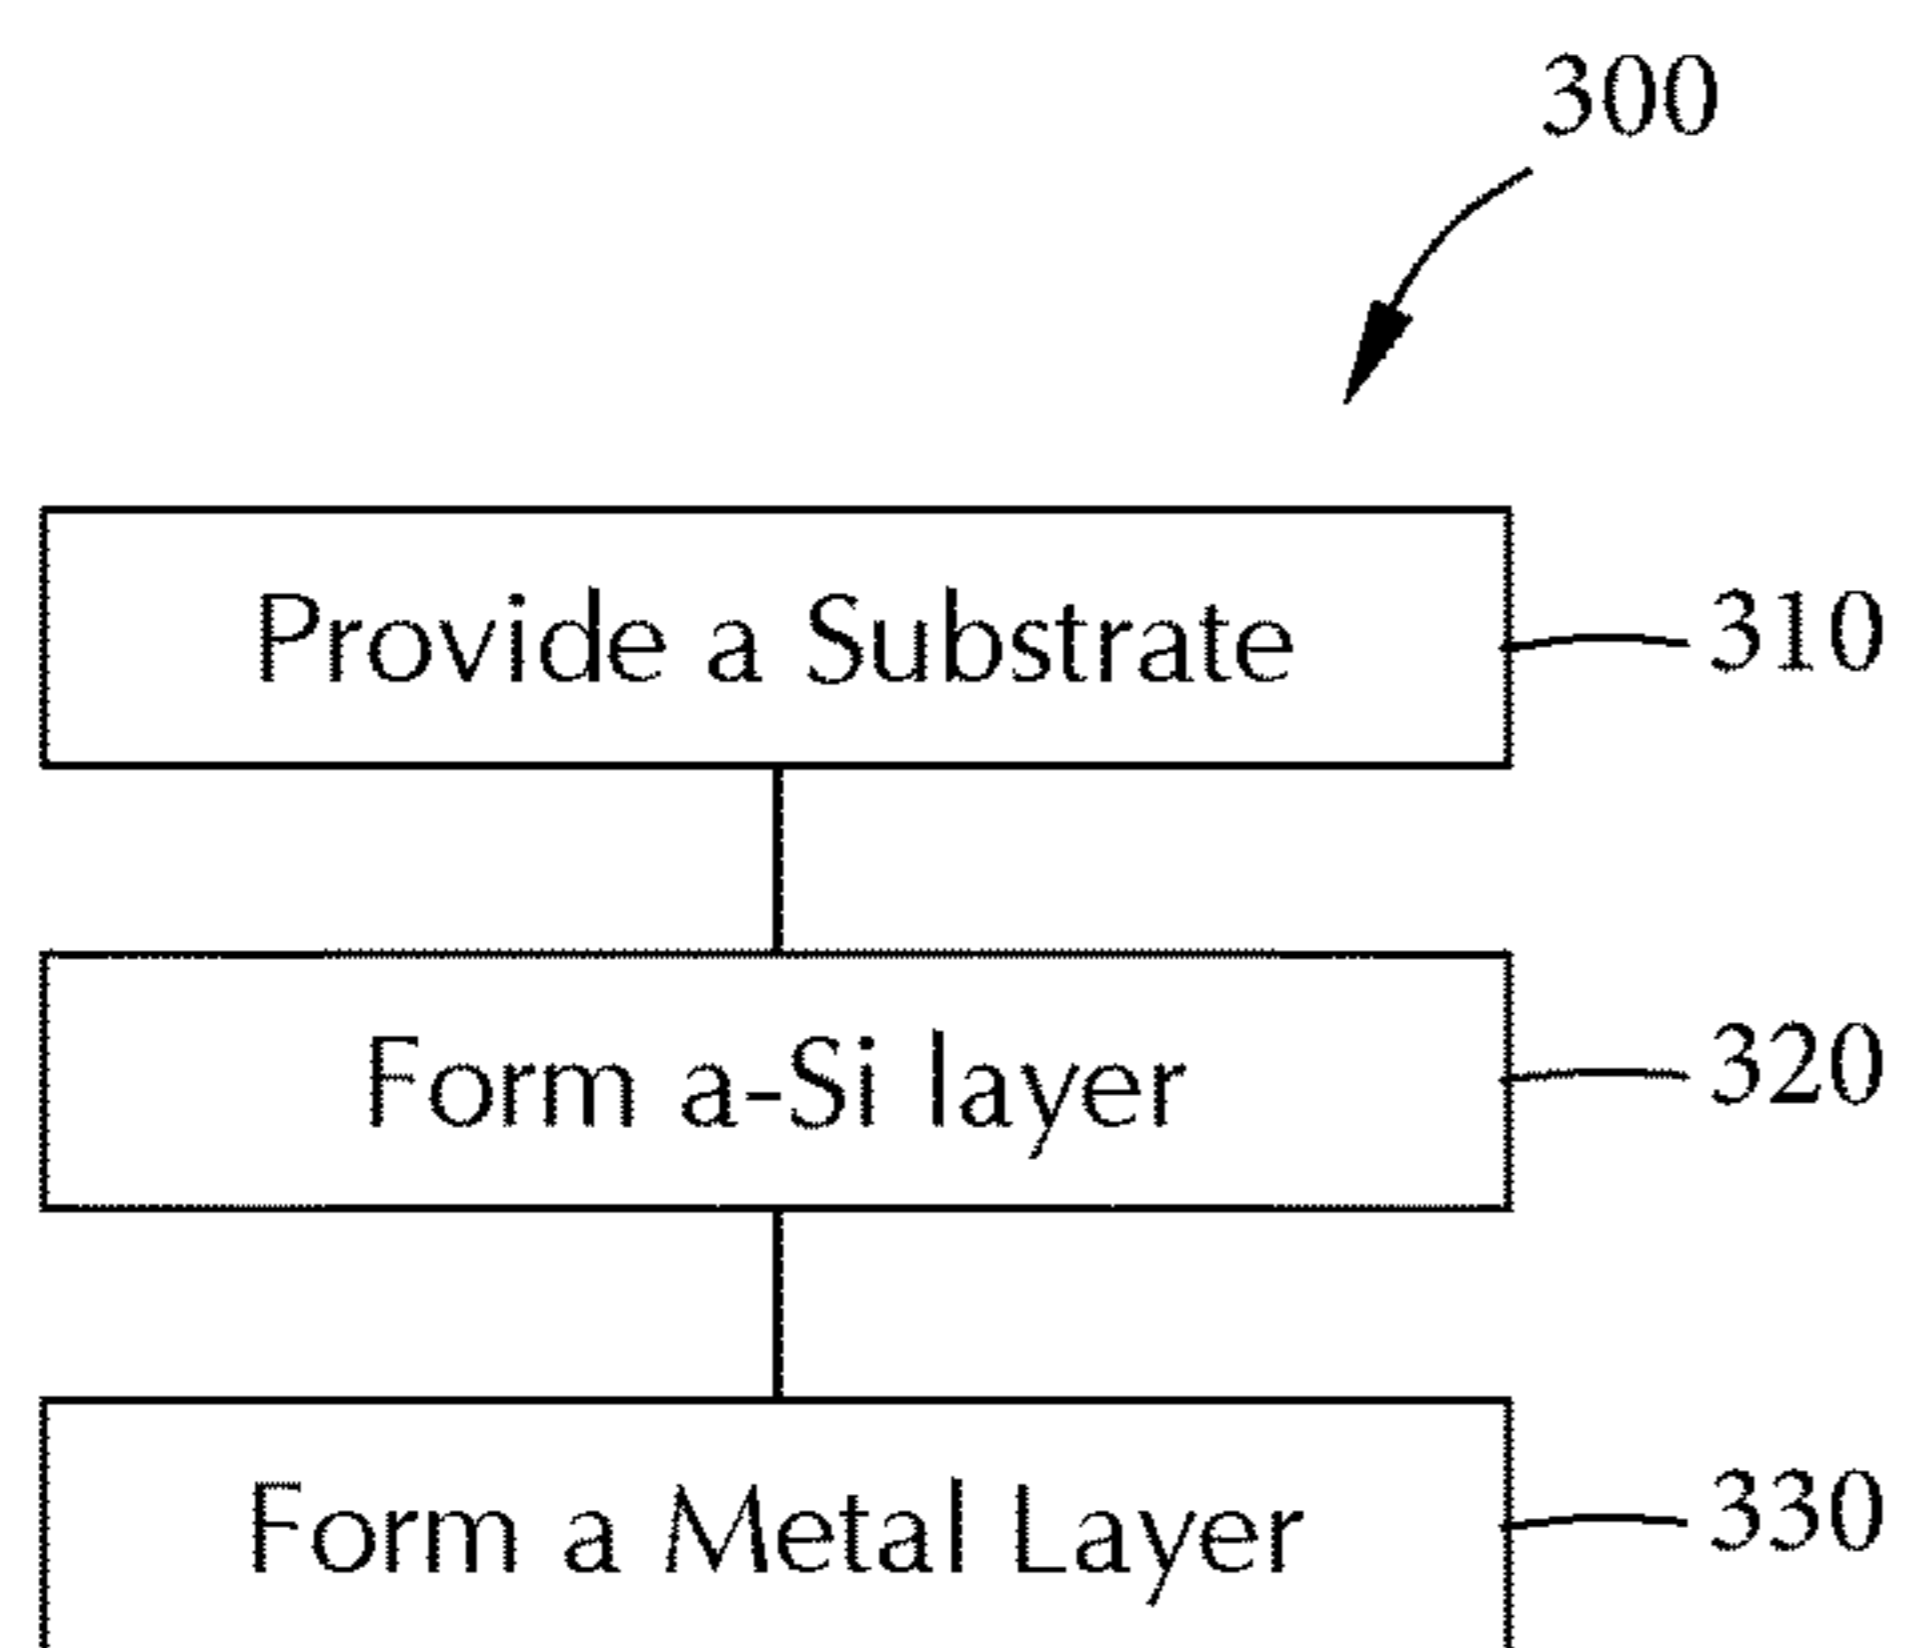 300
Provide a Substrate
310
Form a-Si layer
320
Form a Metal Layer
330